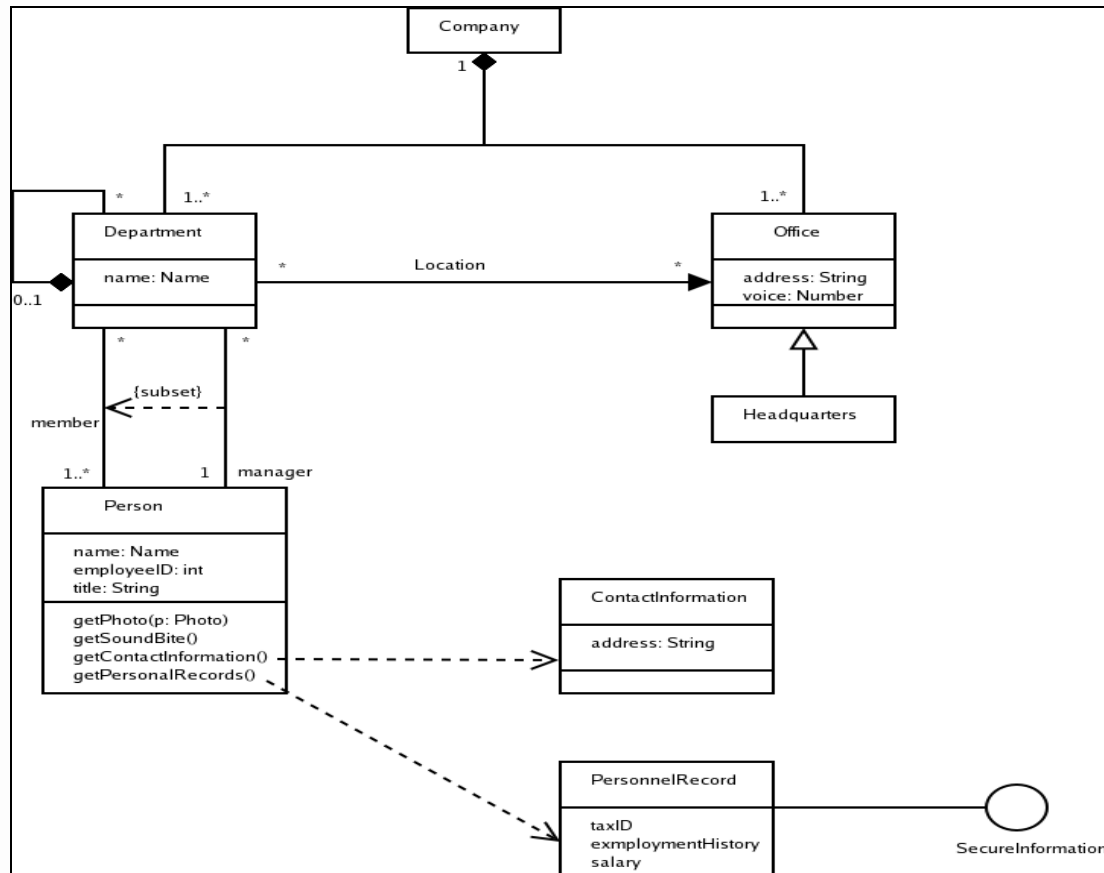 Company
1
*
1..*
1..*
Department
name: Name
0..1
*
Location
*
Office
address: String
voice: Number
Headquarters
*
*
{subset}
member
1..*
1
manager
Person
name: Name
employeeID: int
title: String
getPhoto(p: Photo)
getSoundBite()
getContactInformation()
getPersonalRecords()
ContactInformation
address: String
PersonnelRecord
taxID
exmploymentHistory
salary
SecureInformation